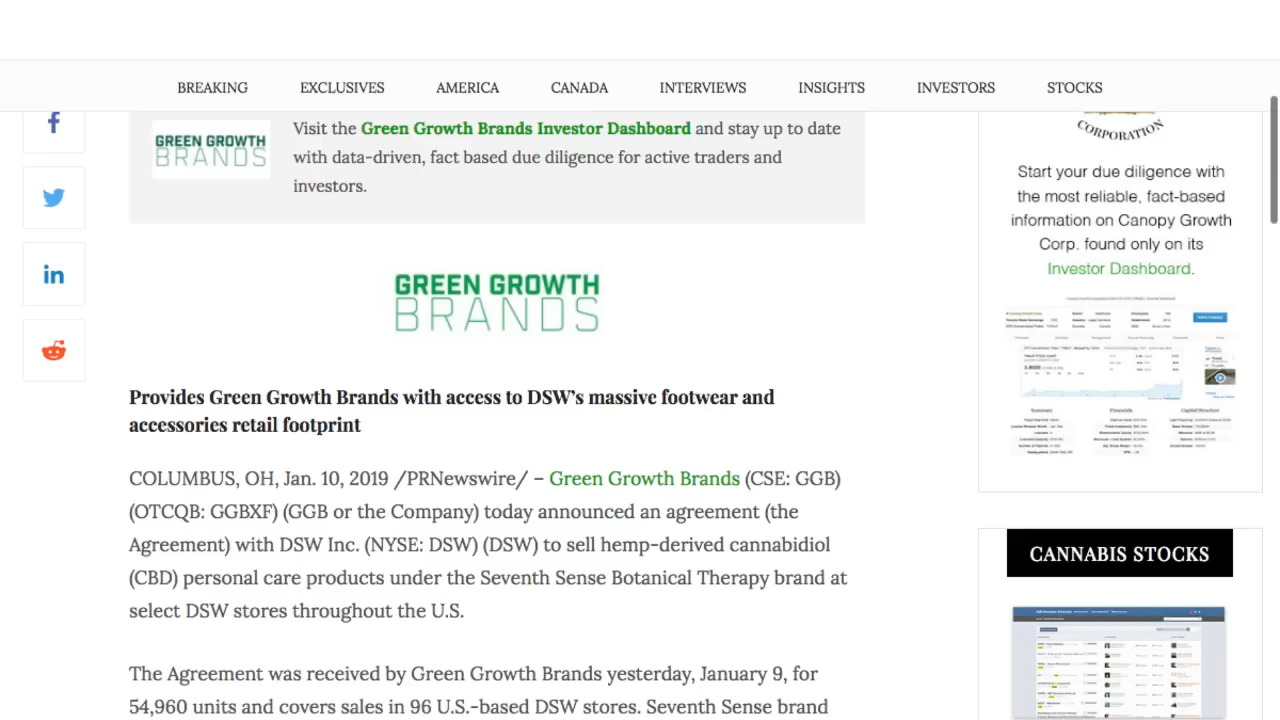 BREAKING EXCLUSIVES AMERICA CANADA INTERVIEWS INSIGHTS INVESTORS STOCKS
GREEN GROWTH
BRANDS
Visit the Green Growth Brands Investor Dashboard and stay up to date
with data-driven, fact based due diligence for active traders and
investors.
GREEN GROWTH
BRANDS
Provides Green Growth Brands with access to DSW's massive footwear and
accessories retail footprint
COLUMBUS, OH, Jan. 10, 2019 /PRNewswire/ – Green Growth Brands (CSE: GGB)
(OTCQB: GGBXF) (GGB or the Company) today announced an agreement (the
Agreement) with DSW Inc. (NYSE: DSW) (DSW) to sell hemp-derived cannabidiol
(CBD) personal care products under the Seventh Sense Botanical Therapy brand at
select DSW stores throughout the U.S.
The Agreement was received by Green Growth Brands yesterday, January 9, for
54,960 units and covers sales in 96 U.S.-based DSW stores. Seventh Sense brand
CORPORATION
Start your due diligence with
the most reliable, fact-based
information on Canopy Growth
Corp. found only on its
Investor Dashboard.
Summary Financials Capital Structure
CANNABIS STOCKS